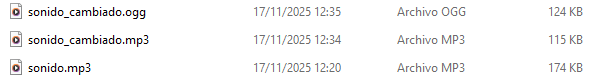 sonido_cambiado.ogg 17/11/2025 12:35 Archivo OGG 124 KB
sonido_cambiado.mp3 17/11/2025 12:34 Archivo MP3 115 KB
sonido.mp3 17/11/2025 12:20 Archivo MP3 174 KB